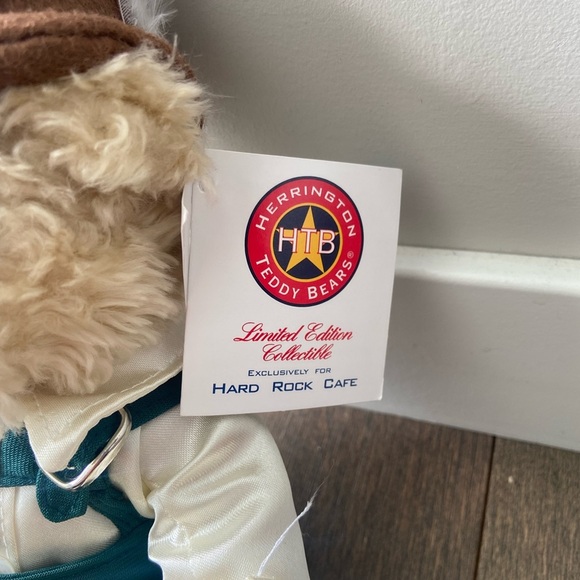 HERRINGTON
HTB
TEDDY BEARS®
Limited Edition
Collectible
EXCLUSIVELY FOR
HARD ROCK CAFE